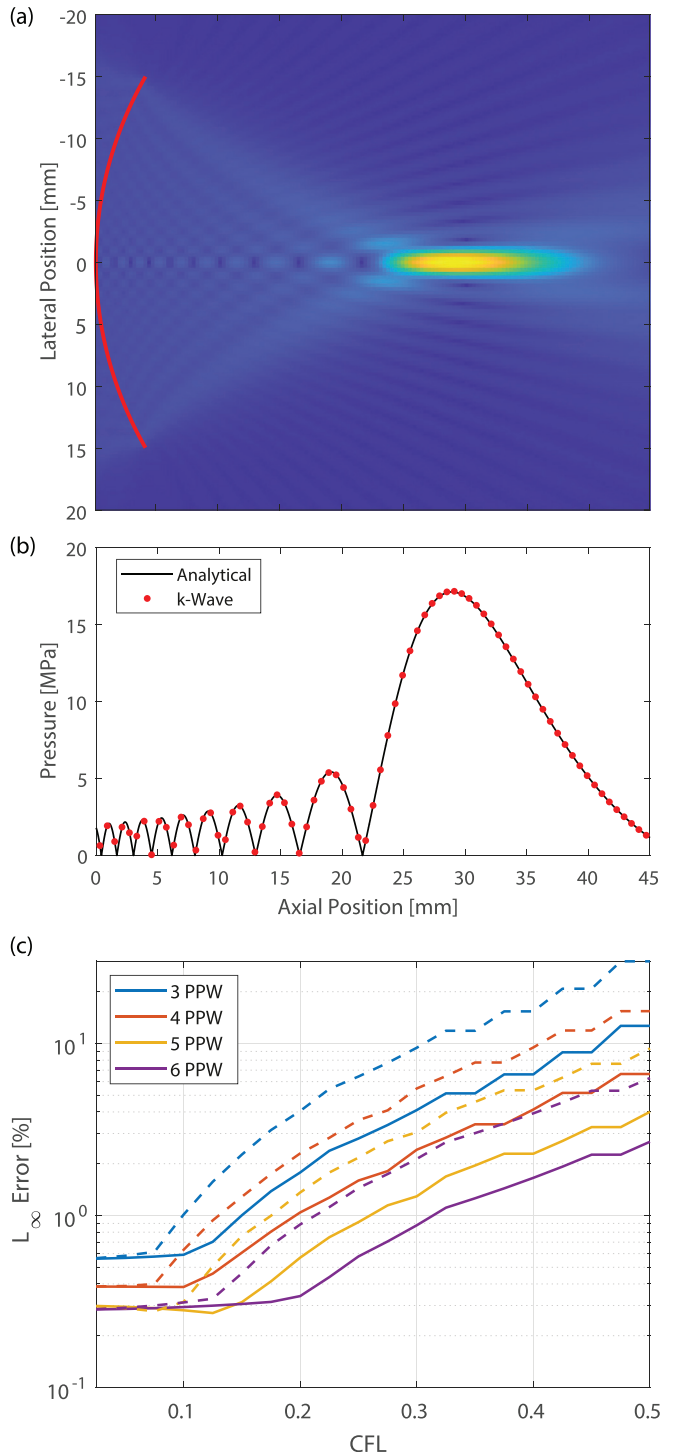 (a)
-20
-15
-10
-5
0
5
10
15
20
Lateral Position [mm]
(b)
20
15
10
5
0
Pressure [MPa]
Analytical
k-Wave
0 5 10 15 20 25 30 35 40 45
Axial Position [mm]
(c)
10^1
10^0
10^-1
L∞ Error [%]
3 PPW
4 PPW
5 PPW
6 PPW
0.1 0.2 0.3 0.4 0.5
CFL